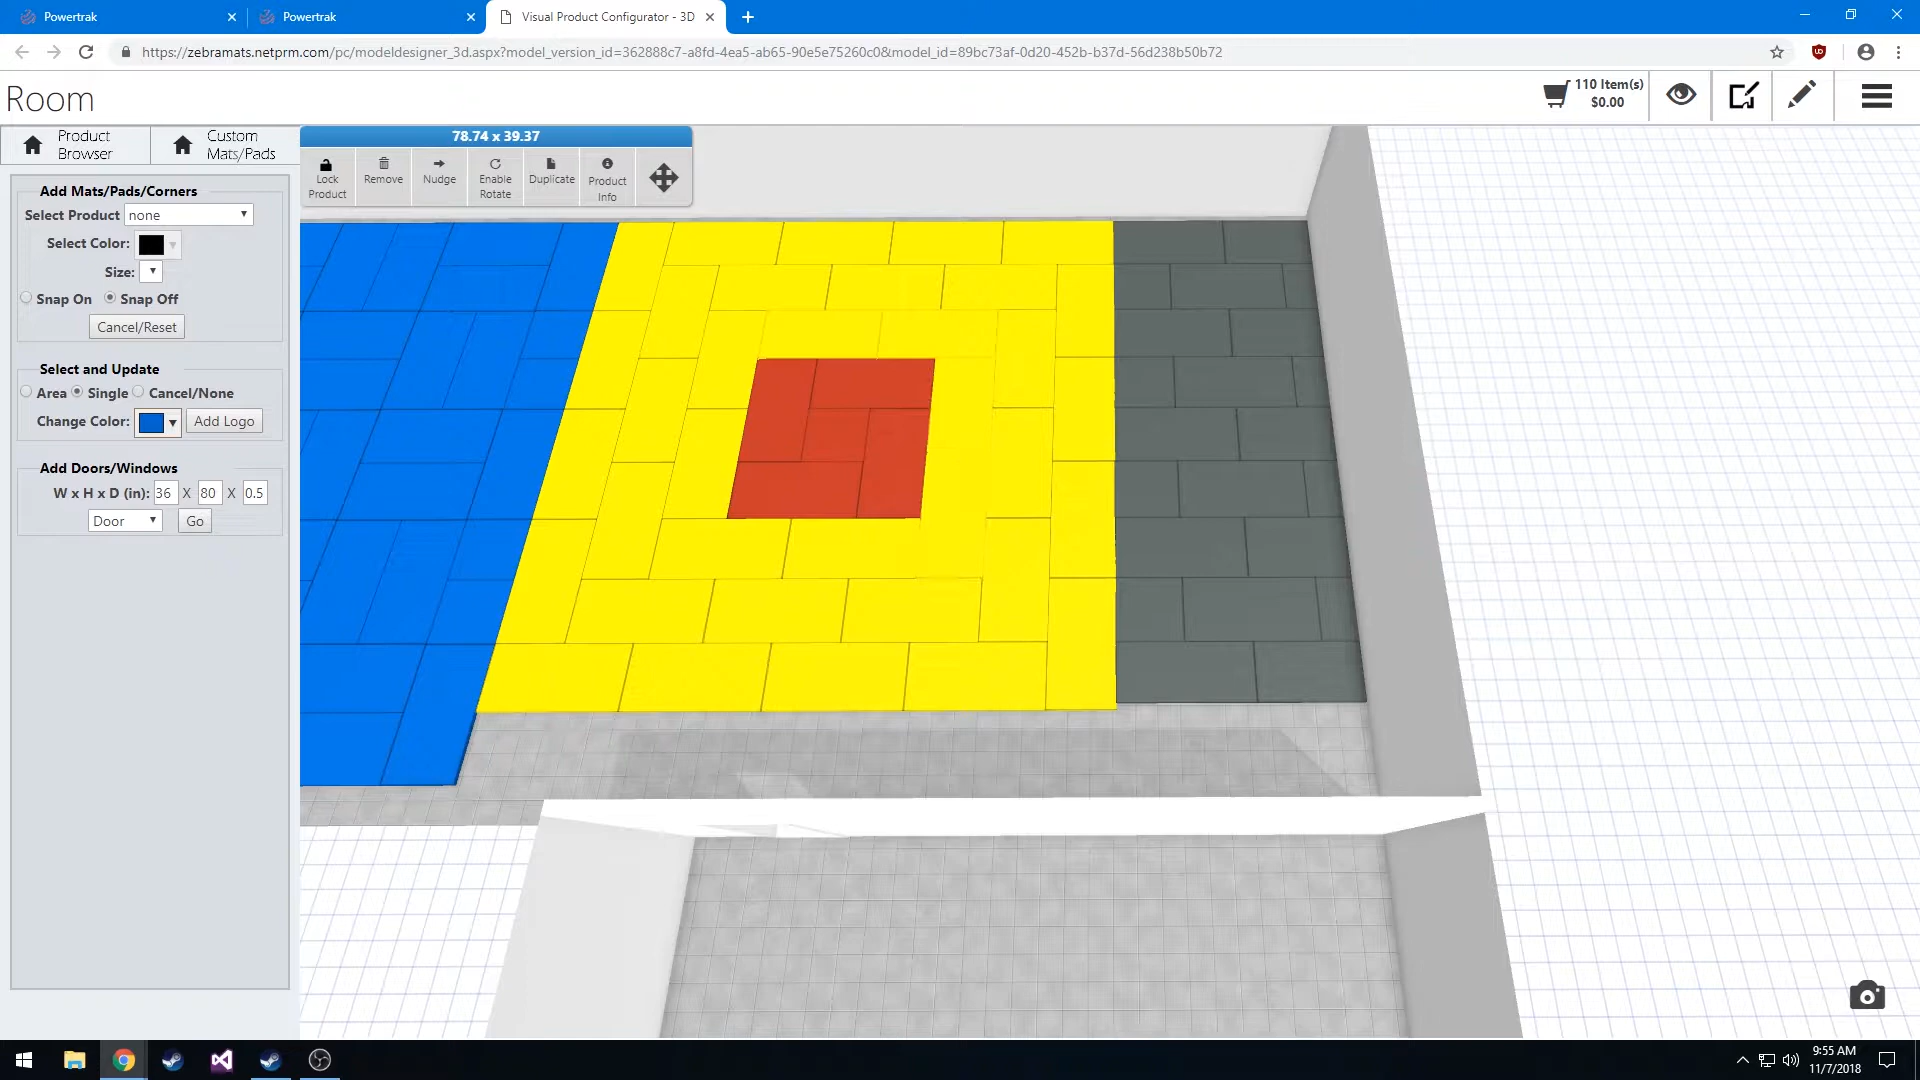 Powertrak
Powertrak
Visual Product Configurator - 3D
https://zebramats.netprm.com/pc/modeldesigner_3d.aspx?model_version_id=362888c7-a8fd-4ea5-ab65-90e5e75260c0&model_id=89bc73af-0d20-452b-b37d-56d238b50b72
Room
110 Item(s)
$0.00
Product
Browser
Custom
Mats/Pads
78.74 x 39.37
Lock
Product
Remove
Nudge
Enable
Rotate
Duplicate
Product
Info
Add Mats/Pads/Corners
Select Product none
Select Color:
Size:
Snap On Snap Off
Cancel/Reset
Select and Update
Area Single Cancel/None
Change Color: Add Logo
Add Doors/Windows
W x H x D (in): 36 X 80 X 0.5
Door Go
9:55 AM
11/7/2018